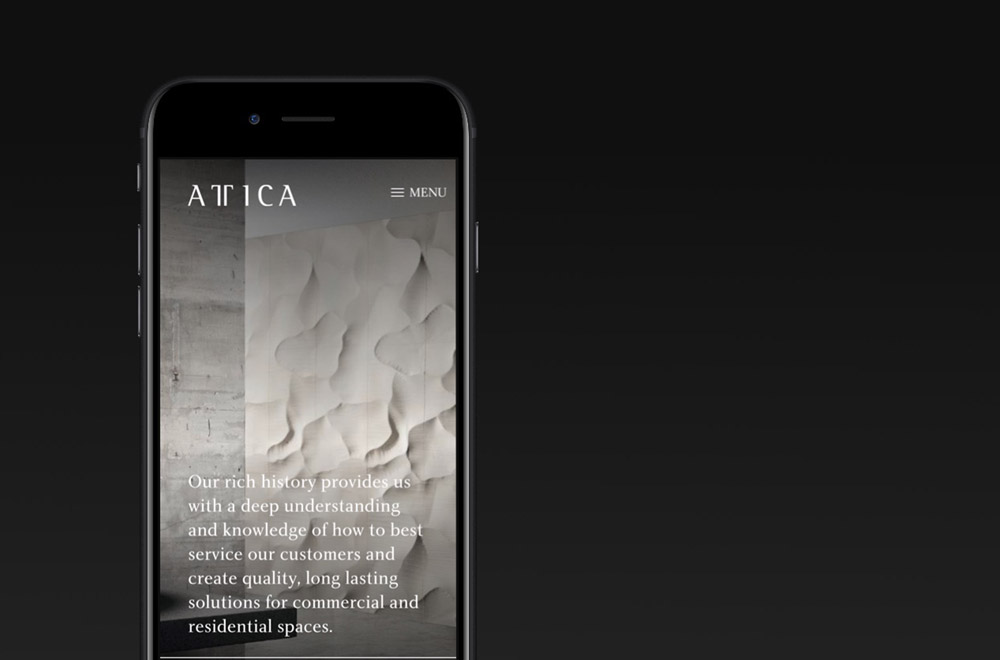 ATTICA
MENU
Our rich history provides us
with a deep understanding
and knowledge of how to best
service our customers and
create quality, long lasting
solutions for commercial and
residential spaces.